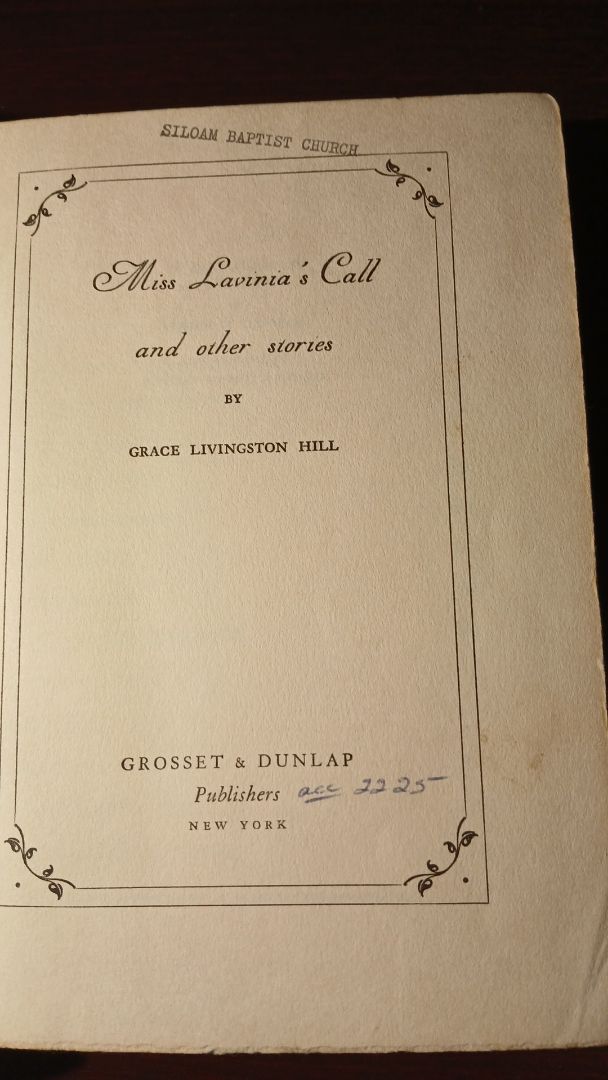 SILOAM BAPTIST CHURCH
Miss Lavinia's Call
and other stories
BY
GRACE LIVINGSTON HILL
GROSSET & DUNLAP
Publishers acc 2225
NEW YORK